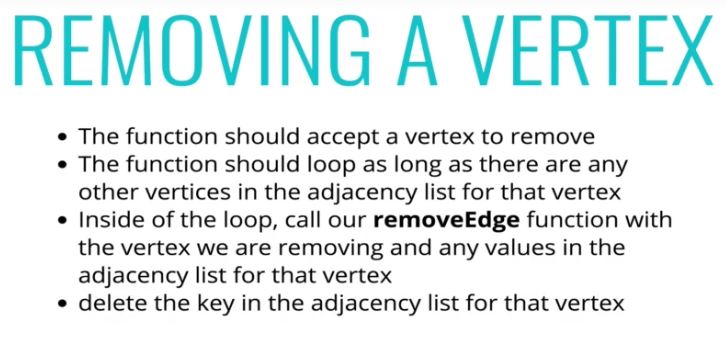 REMOVING A VERTEX
• The function should accept a vertex to remove
• The function should loop as long as there are any
other vertices in the adjacency list for that vertex
• Inside of the loop, call our removeEdge function with
the vertex we are removing and any values in the
adjacency list for that vertex
• delete the key in the adjacency list for that vertex